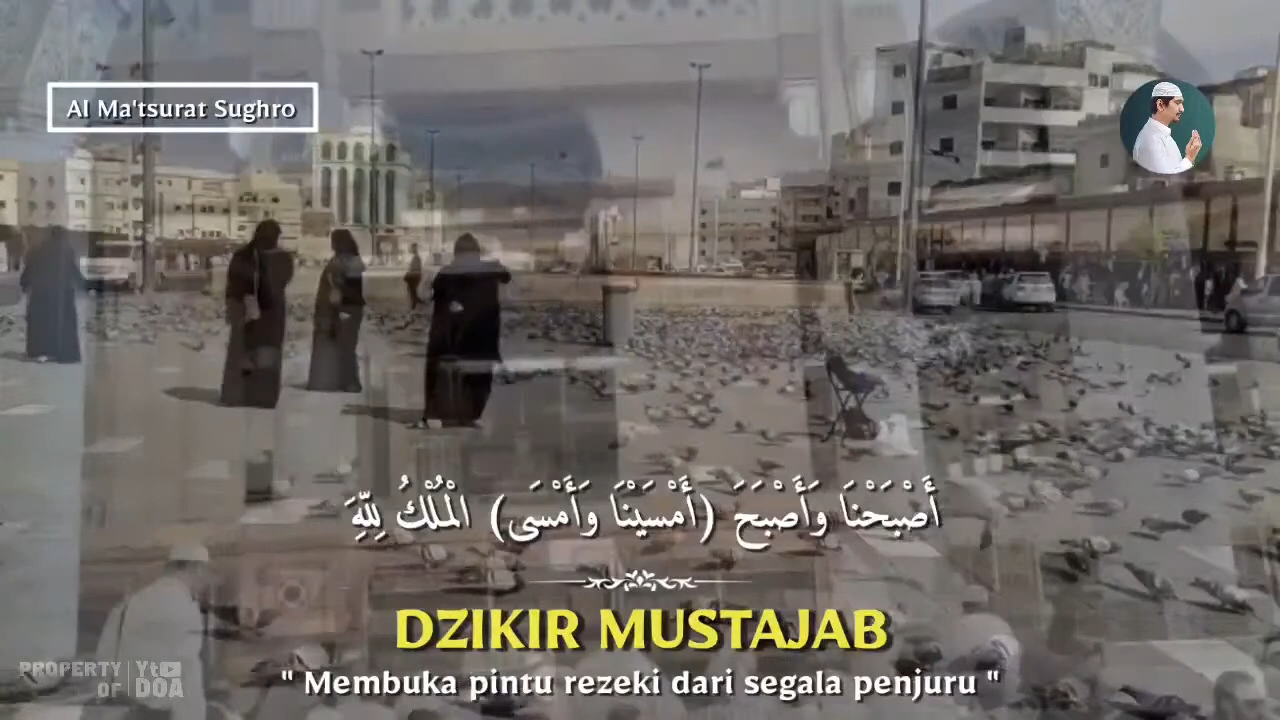 Al Ma'tsurat Sughro
أَصْبَحْنَا وَأَصْبَحَ (أَمْسَيْنَا وَأَمْسَى) الْمُلْكُ لِلّٰهِ
DZIKIR MUSTAJAB
" Membuka pintu rezeki dari segala penjuru "
PROPERTY OF Yt DOA